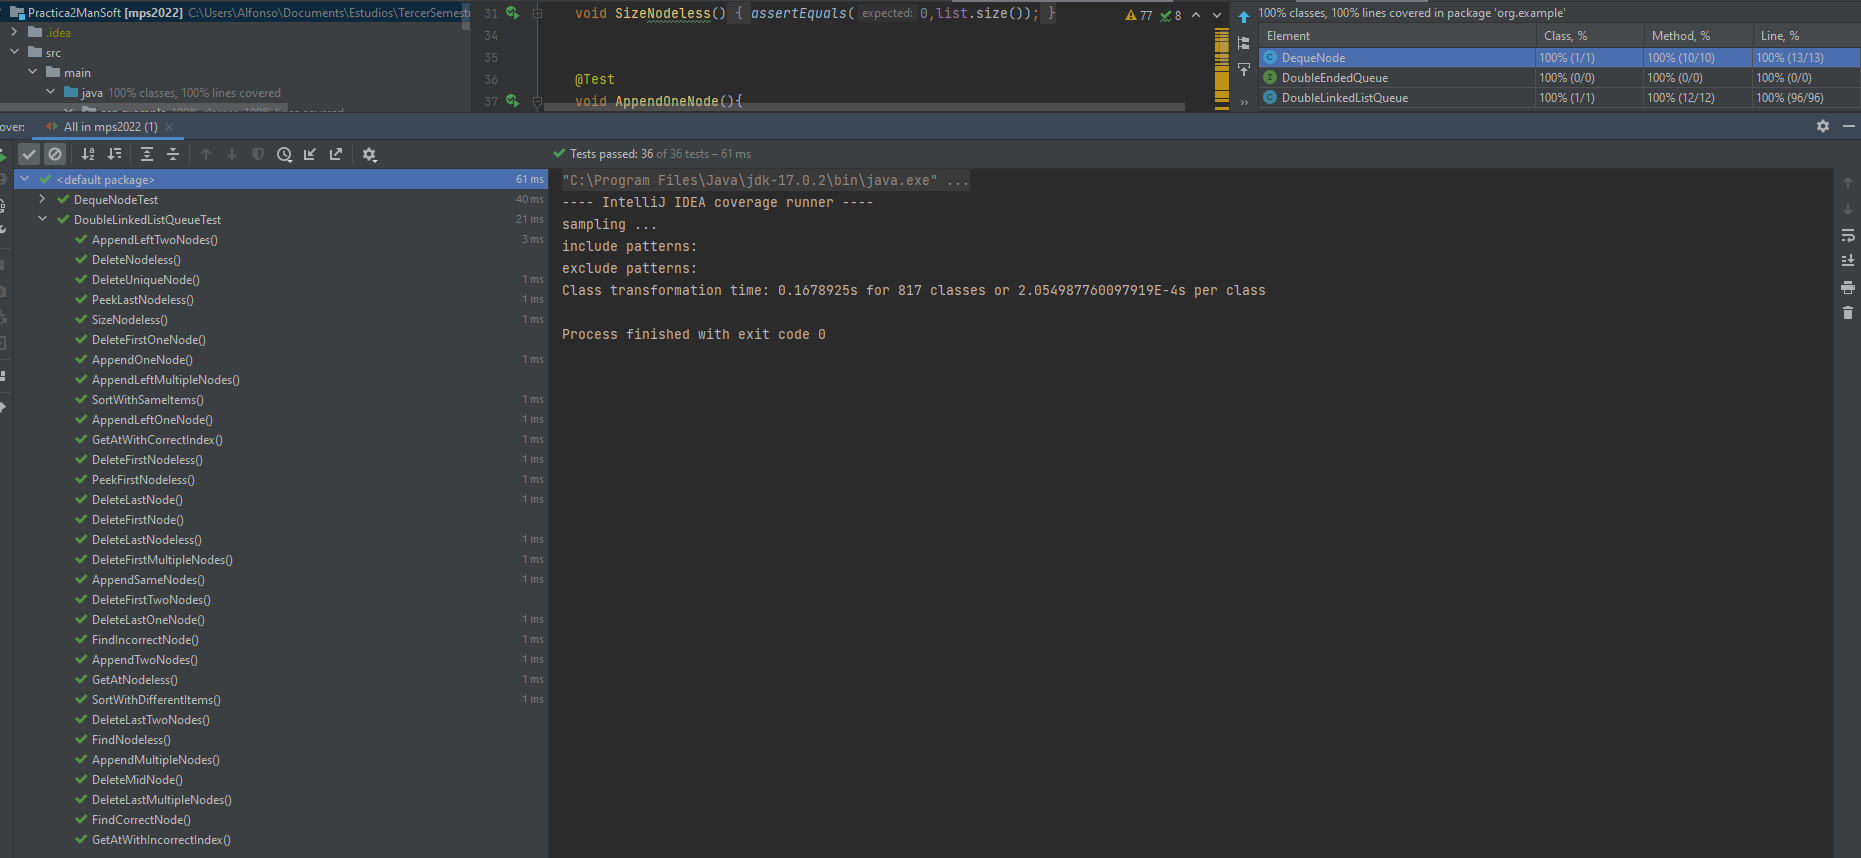 Practica2ManSoft [mps2022] C:\Users\Alfonso\Documents\Estudios\TercerSemestr
.idea
src
main
java 100% classes, 100% lines covered
31 void SizeNodeless() { assertEquals( expected: 0,list.size()); }
34
35
36 @Test
37 void AppendOneNode(){
77 8
100% classes, 100% lines covered in package 'org.example'
Element Class, % Method, % Line, %
DequeNode 100% (1/1) 100% (10/10) 100% (13/13)
DoubleEndedQueue 100% (0/0) 100% (0/0) 100% (0/0)
DoubleLinkedListQueue 100% (1/1) 100% (12/12) 100% (96/96)
over: All in mps2022 (1)
Tests passed: 36 of 36 tests – 61 ms
<default package> 61 ms
DequeNodeTest 40 ms
DoubleLinkedListQueueTest 21 ms
AppendLeftTwoNodes() 3 ms
DeleteNodeless()
DeleteUniqueNode() 1 ms
PeekLastNodeless() 1 ms
SizeNodeless() 1 ms
DeleteFirstOneNode()
AppendOneNode() 1 ms
AppendLeftMultipleNodes()
SortWithSameItems() 1 ms
AppendLeftOneNode() 1 ms
GetAtWithCorrectIndex() 1 ms
DeleteFirstNodeless() 1 ms
PeekFirstNodeless() 1 ms
DeleteLastNode() 1 ms
DeleteFirstNode()
DeleteLastNodeless() 1 ms
DeleteFirstMultipleNodes() 1 ms
AppendSameNodes() 1 ms
DeleteFirstTwoNodes()
DeleteLastOneNode() 1 ms
FindIncorrectNode() 1 ms
AppendTwoNodes() 1 ms
GetAtNodeless() 1 ms
SortWithDifferentItems() 1 ms
DeleteLastTwoNodes()
FindNodeless()
AppendMultipleNodes()
DeleteMidNode()
DeleteLastMultipleNodes()
FindCorrectNode()
GetAtWithIncorrectIndex()
"C:\Program Files\Java\jdk-17.0.2\bin\java.exe" ...
---- IntelliJ IDEA coverage runner ----
sampling ...
include patterns:
exclude patterns:
Class transformation time: 0.1678925s for 817 classes or 2.054987760097919E-4s per class
Process finished with exit code 0